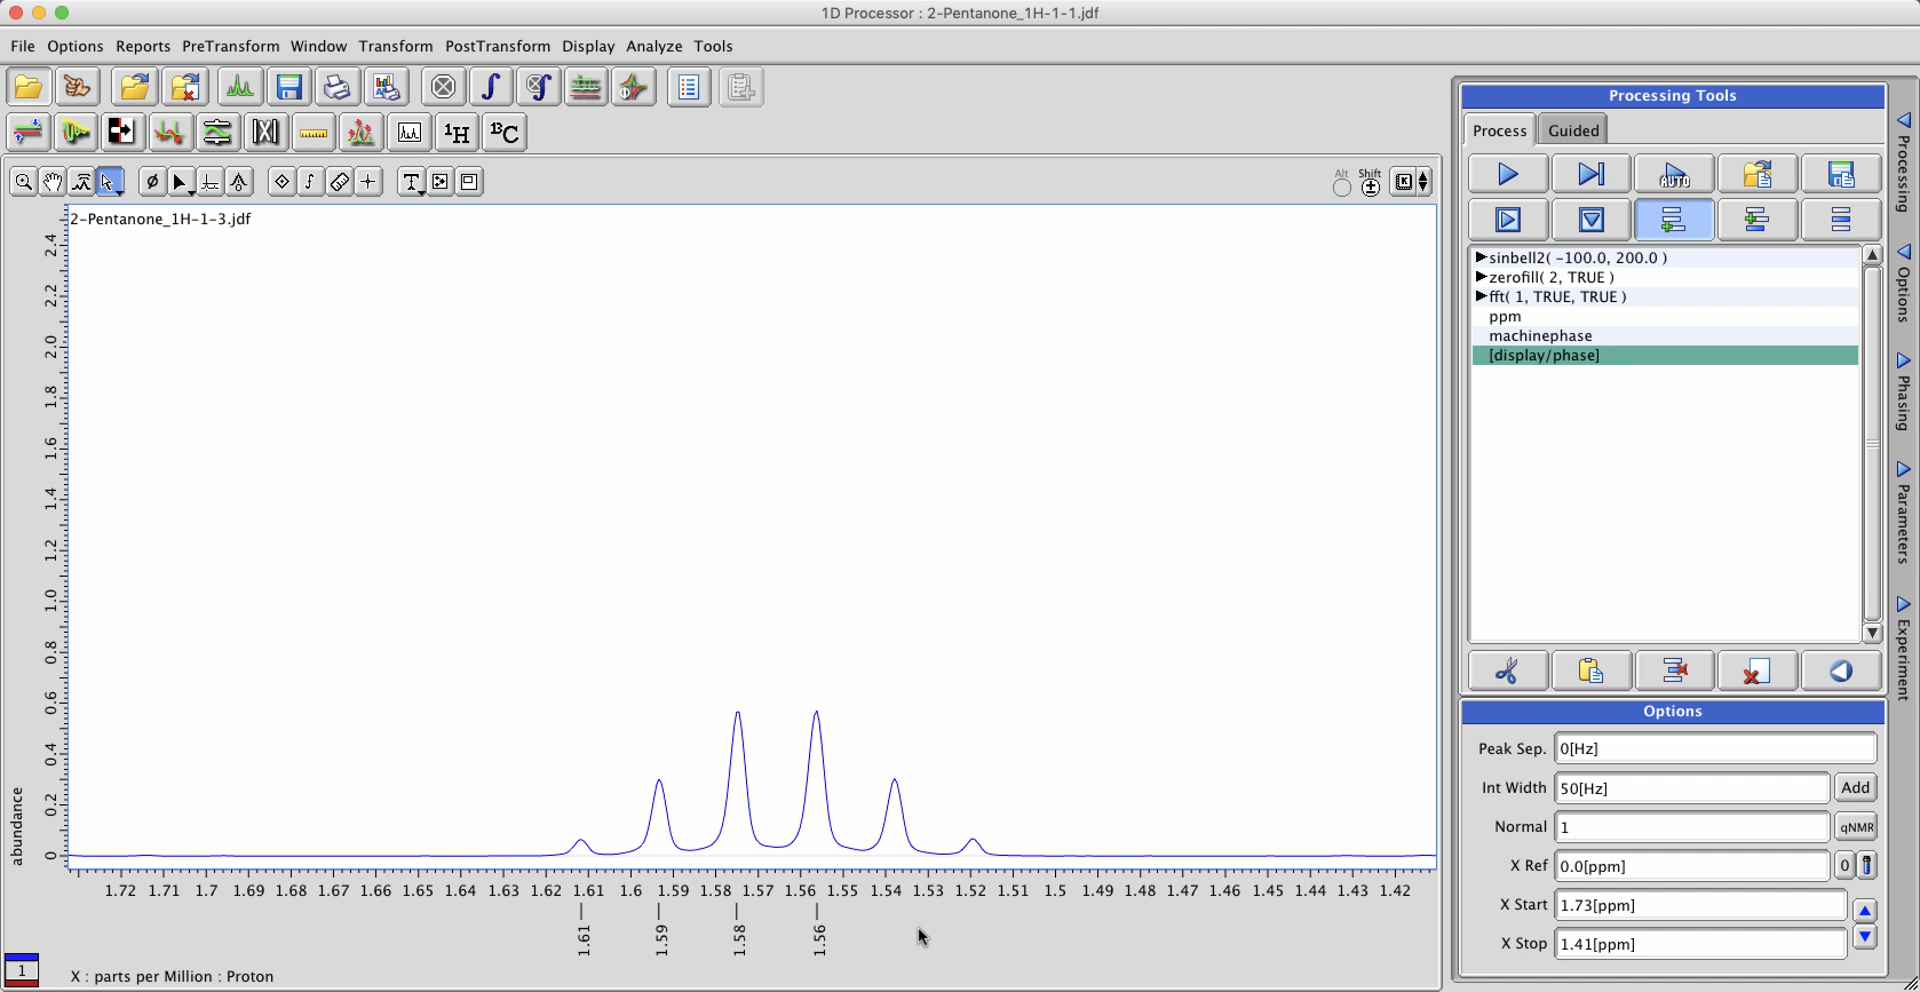 1D Processor : 2-Pentanone_1H-1-1.jdf
File Options Reports PreTransform Window Transform PostTransform Display Analyze Tools
1H 13C
Alt Shift
K
T
2-Pentanone_1H-1-3.jdf
abundance
2.4
2.2
2.0
1.8
1.6
1.4
1.2
1.0
0.8
0.6
0.4
0.2
0
1.72 1.71 1.7 1.69 1.68 1.67 1.66 1.65 1.64 1.63 1.62 1.61 1.6 1.59 1.58 1.57 1.56 1.55 1.54 1.53 1.52 1.51 1.5 1.49 1.48 1.47 1.46 1.45 1.44 1.43 1.42
1.61 1.59 1.58 1.56
1
X : parts per Million : Proton
Processing Tools
Process Guided
AUTO
sinbell2( -100.0, 200.0 )
zerofill( 2, TRUE )
fft( 1, TRUE, TRUE )
ppm
machinephase
[display/phase]
Options
Peak Sep. 0[Hz]
Int Width 50[Hz] Add
Normal 1 qNMR
X Ref 0.0[ppm] 0
X Start 1.73[ppm]
X Stop 1.41[ppm]
Processing
Options
Phasing
Parameters
Experiment